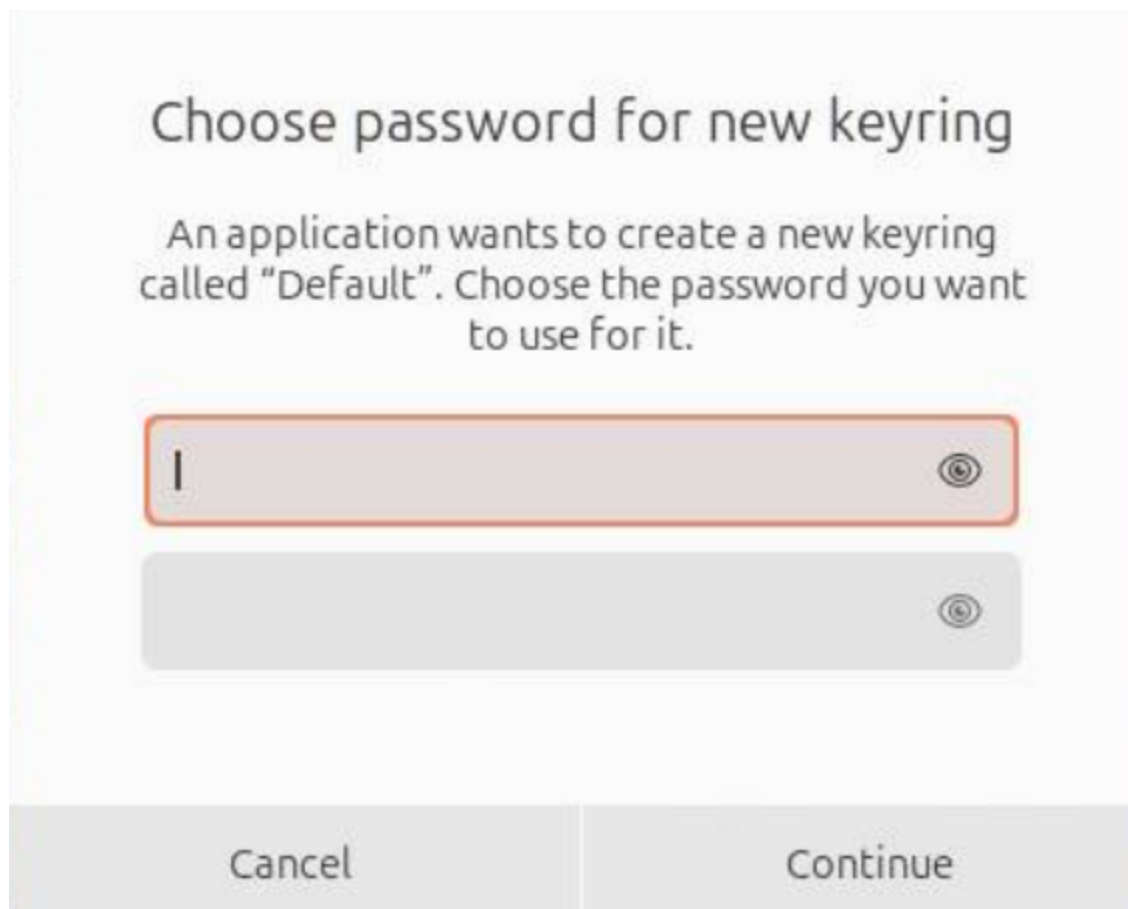 Choose password for new keyring
An application wants to create a new keyring
called “Default”. Choose the password you want
to use for it.
Cancel
Continue